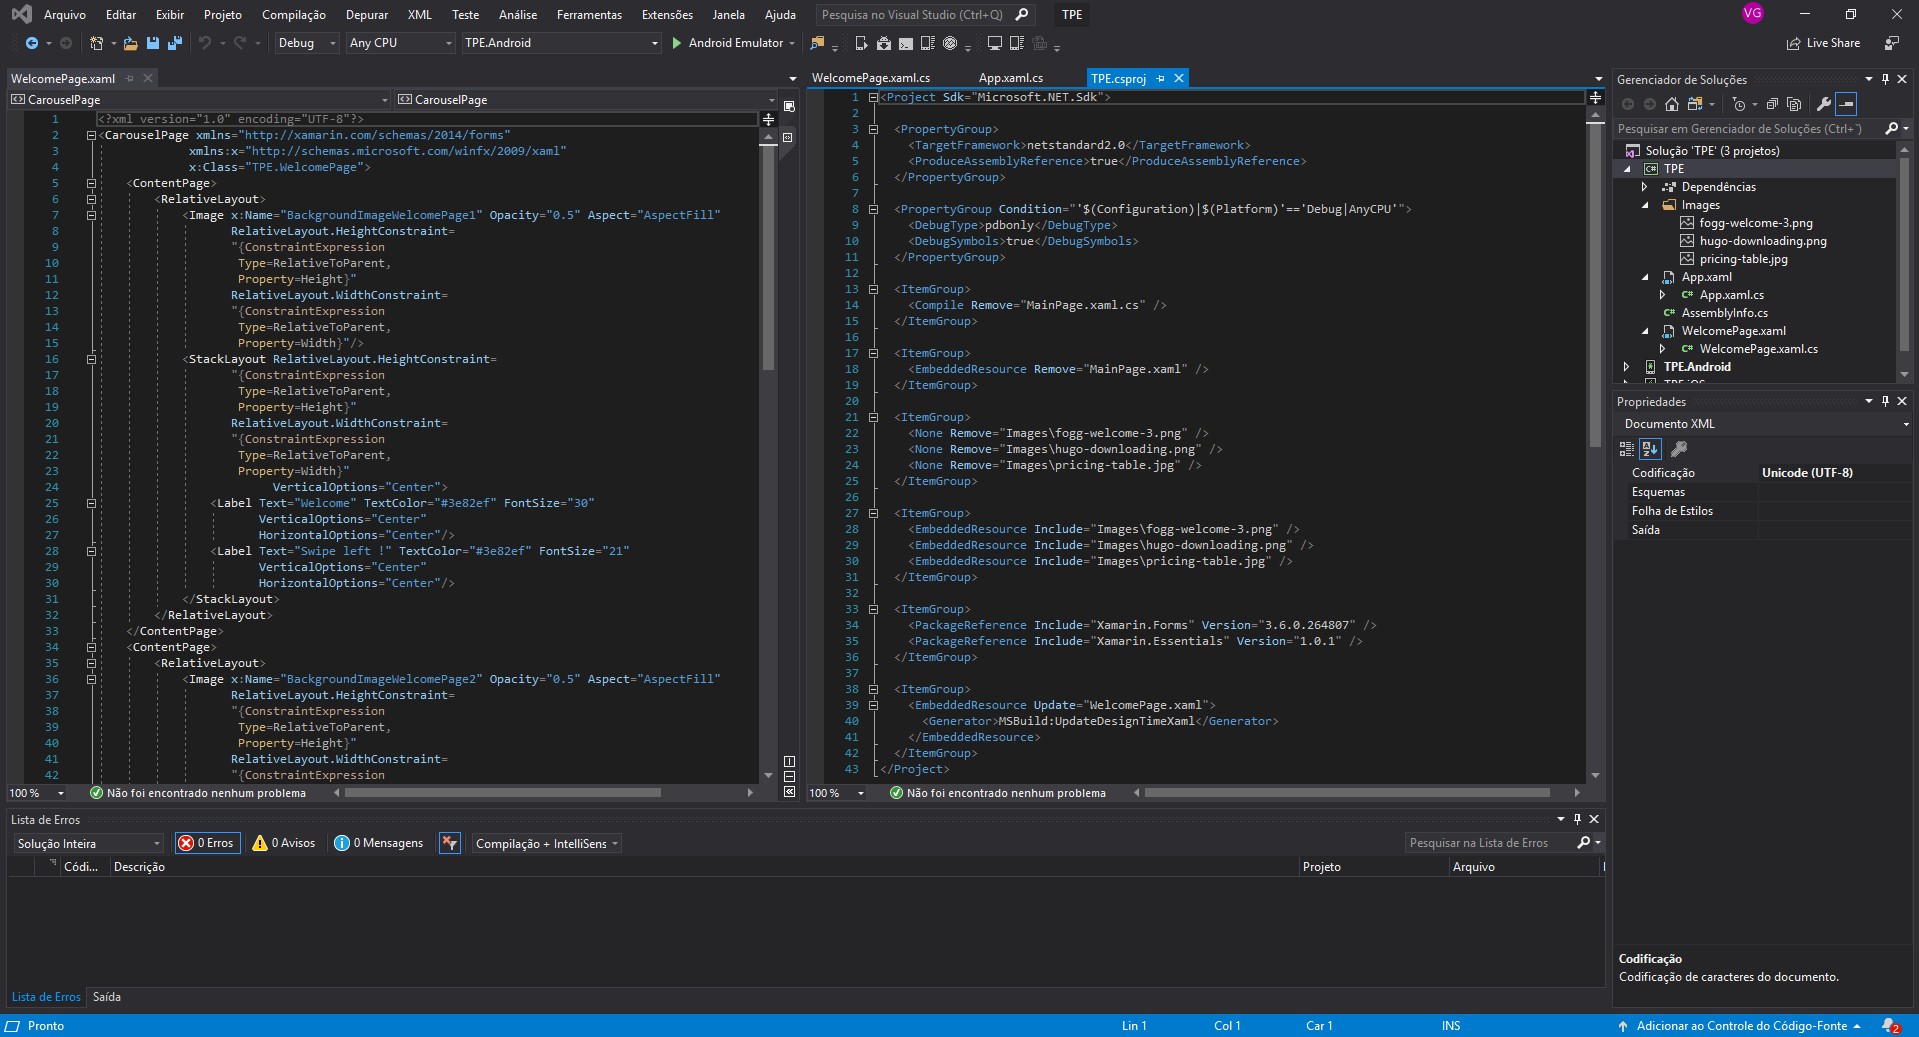 Arquivo Editar Exibir Projeto Compilação Depurar XML Teste Análise Ferramentas Extensões Janela Ajuda Pesquisa no Visual Studio (Ctrl+Q) TPE VG
Debug Any CPU TPE.Android Android Emulator Live Share
WelcomePage.xaml
CarouselPage CarouselPage
1 <?xml version="1.0" encoding="UTF-8"?>
2 <CarouselPage xmlns="http://xamarin.com/schemas/2014/forms"
3 xmlns:x="http://schemas.microsoft.com/winfx/2009/xaml"
4 x:Class="TPE.WelcomePage">
5 <ContentPage>
6 <RelativeLayout>
7 <Image x:Name="BackgroundImageWelcomePage1" Opacity="0.5" Aspect="AspectFill"
8 RelativeLayout.HeightConstraint=
9 "{ConstraintExpression
10 Type=RelativeToParent,
11 Property=Height}"
12 RelativeLayout.WidthConstraint=
13 "{ConstraintExpression
14 Type=RelativeToParent,
15 Property=Width}"/>
16 <StackLayout RelativeLayout.HeightConstraint=
17 "{ConstraintExpression
18 Type=RelativeToParent,
19 Property=Height}"
20 RelativeLayout.WidthConstraint=
21 "{ConstraintExpression
22 Type=RelativeToParent,
23 Property=Width}"
24 VerticalOptions="Center">
25 <Label Text="Welcome" TextColor="#3e82ef" FontSize="30"
26 VerticalOptions="Center"
27 HorizontalOptions="Center"/>
28 <Label Text="Swipe left !" TextColor="#3e82ef" FontSize="21"
29 VerticalOptions="Center"
30 HorizontalOptions="Center"/>
31 </StackLayout>
32 </RelativeLayout>
33 </ContentPage>
34 <ContentPage>
35 <RelativeLayout>
36 <Image x:Name="BackgroundImageWelcomePage2" Opacity="0.5" Aspect="AspectFill"
37 RelativeLayout.HeightConstraint=
38 "{ConstraintExpression
39 Type=RelativeToParent,
40 Property=Height}"
41 RelativeLayout.WidthConstraint=
42 "{ConstraintExpression
100 % Não foi encontrado nenhum problema
WelcomePage.xaml.cs App.xaml.cs TPE.csproj
1 <Project Sdk="Microsoft.NET.Sdk">
2
3 <PropertyGroup>
4 <TargetFramework>netstandard2.0</TargetFramework>
5 <ProduceAssemblyReference>true</ProduceAssemblyReference>
6 </PropertyGroup>
7
8 <PropertyGroup Condition="'$(Configuration)|$(Platform)'=='Debug|AnyCPU'">
9 <DebugType>pdbonly</DebugType>
10 <DebugSymbols>true</DebugSymbols>
11 </PropertyGroup>
12
13 <ItemGroup>
14 <Compile Remove="MainPage.xaml.cs" />
15 </ItemGroup>
16
17 <ItemGroup>
18 <EmbeddedResource Remove="MainPage.xaml" />
19 </ItemGroup>
20
21 <ItemGroup>
22 <None Remove="Images\fogg-welcome-3.png" />
23 <None Remove="Images\hugo-downloading.png" />
24 <None Remove="Images\pricing-table.jpg" />
25 </ItemGroup>
26
27 <ItemGroup>
28 <EmbeddedResource Include="Images\fogg-welcome-3.png" />
29 <EmbeddedResource Include="Images\hugo-downloading.png" />
30 <EmbeddedResource Include="Images\pricing-table.jpg" />
31 </ItemGroup>
32
33 <ItemGroup>
34 <PackageReference Include="Xamarin.Forms" Version="3.6.0.264807" />
35 <PackageReference Include="Xamarin.Essentials" Version="1.0.1" />
36 </ItemGroup>
37
38 <ItemGroup>
39 <EmbeddedResource Update="WelcomePage.xaml">
40 <Generator>MSBuild:UpdateDesignTimeXaml</Generator>
41 </EmbeddedResource>
42 </ItemGroup>
43 </Project>
100 % Não foi encontrado nenhum problema
Gerenciador de Soluções
Pesquisar em Gerenciador de Soluções (Ctrl+´)
Solução 'TPE' (3 projetos)
C# TPE
Dependências
Images
fogg-welcome-3.png
hugo-downloading.png
pricing-table.jpg
App.xaml
C# App.xaml.cs
C# AssemblyInfo.cs
WelcomePage.xaml
C# WelcomePage.xaml.cs
TPE.Android
TPE.iOS
Propriedades
Documento XML
Codificação Unicode (UTF-8)
Esquemas
Folha de Estilos
Saída
Codificação
Codificação de caracteres do documento.
Lista de Erros
Solução Inteira 0 Erros 0 Avisos 0 Mensagens Compilação + IntelliSens Pesquisar na Lista de Erros
Códi... Descrição Projeto Arquivo
Lista de Erros Saída
Pronto Lin 1 Col 1 Car 1 INS Adicionar ao Controle do Código-Fonte 2